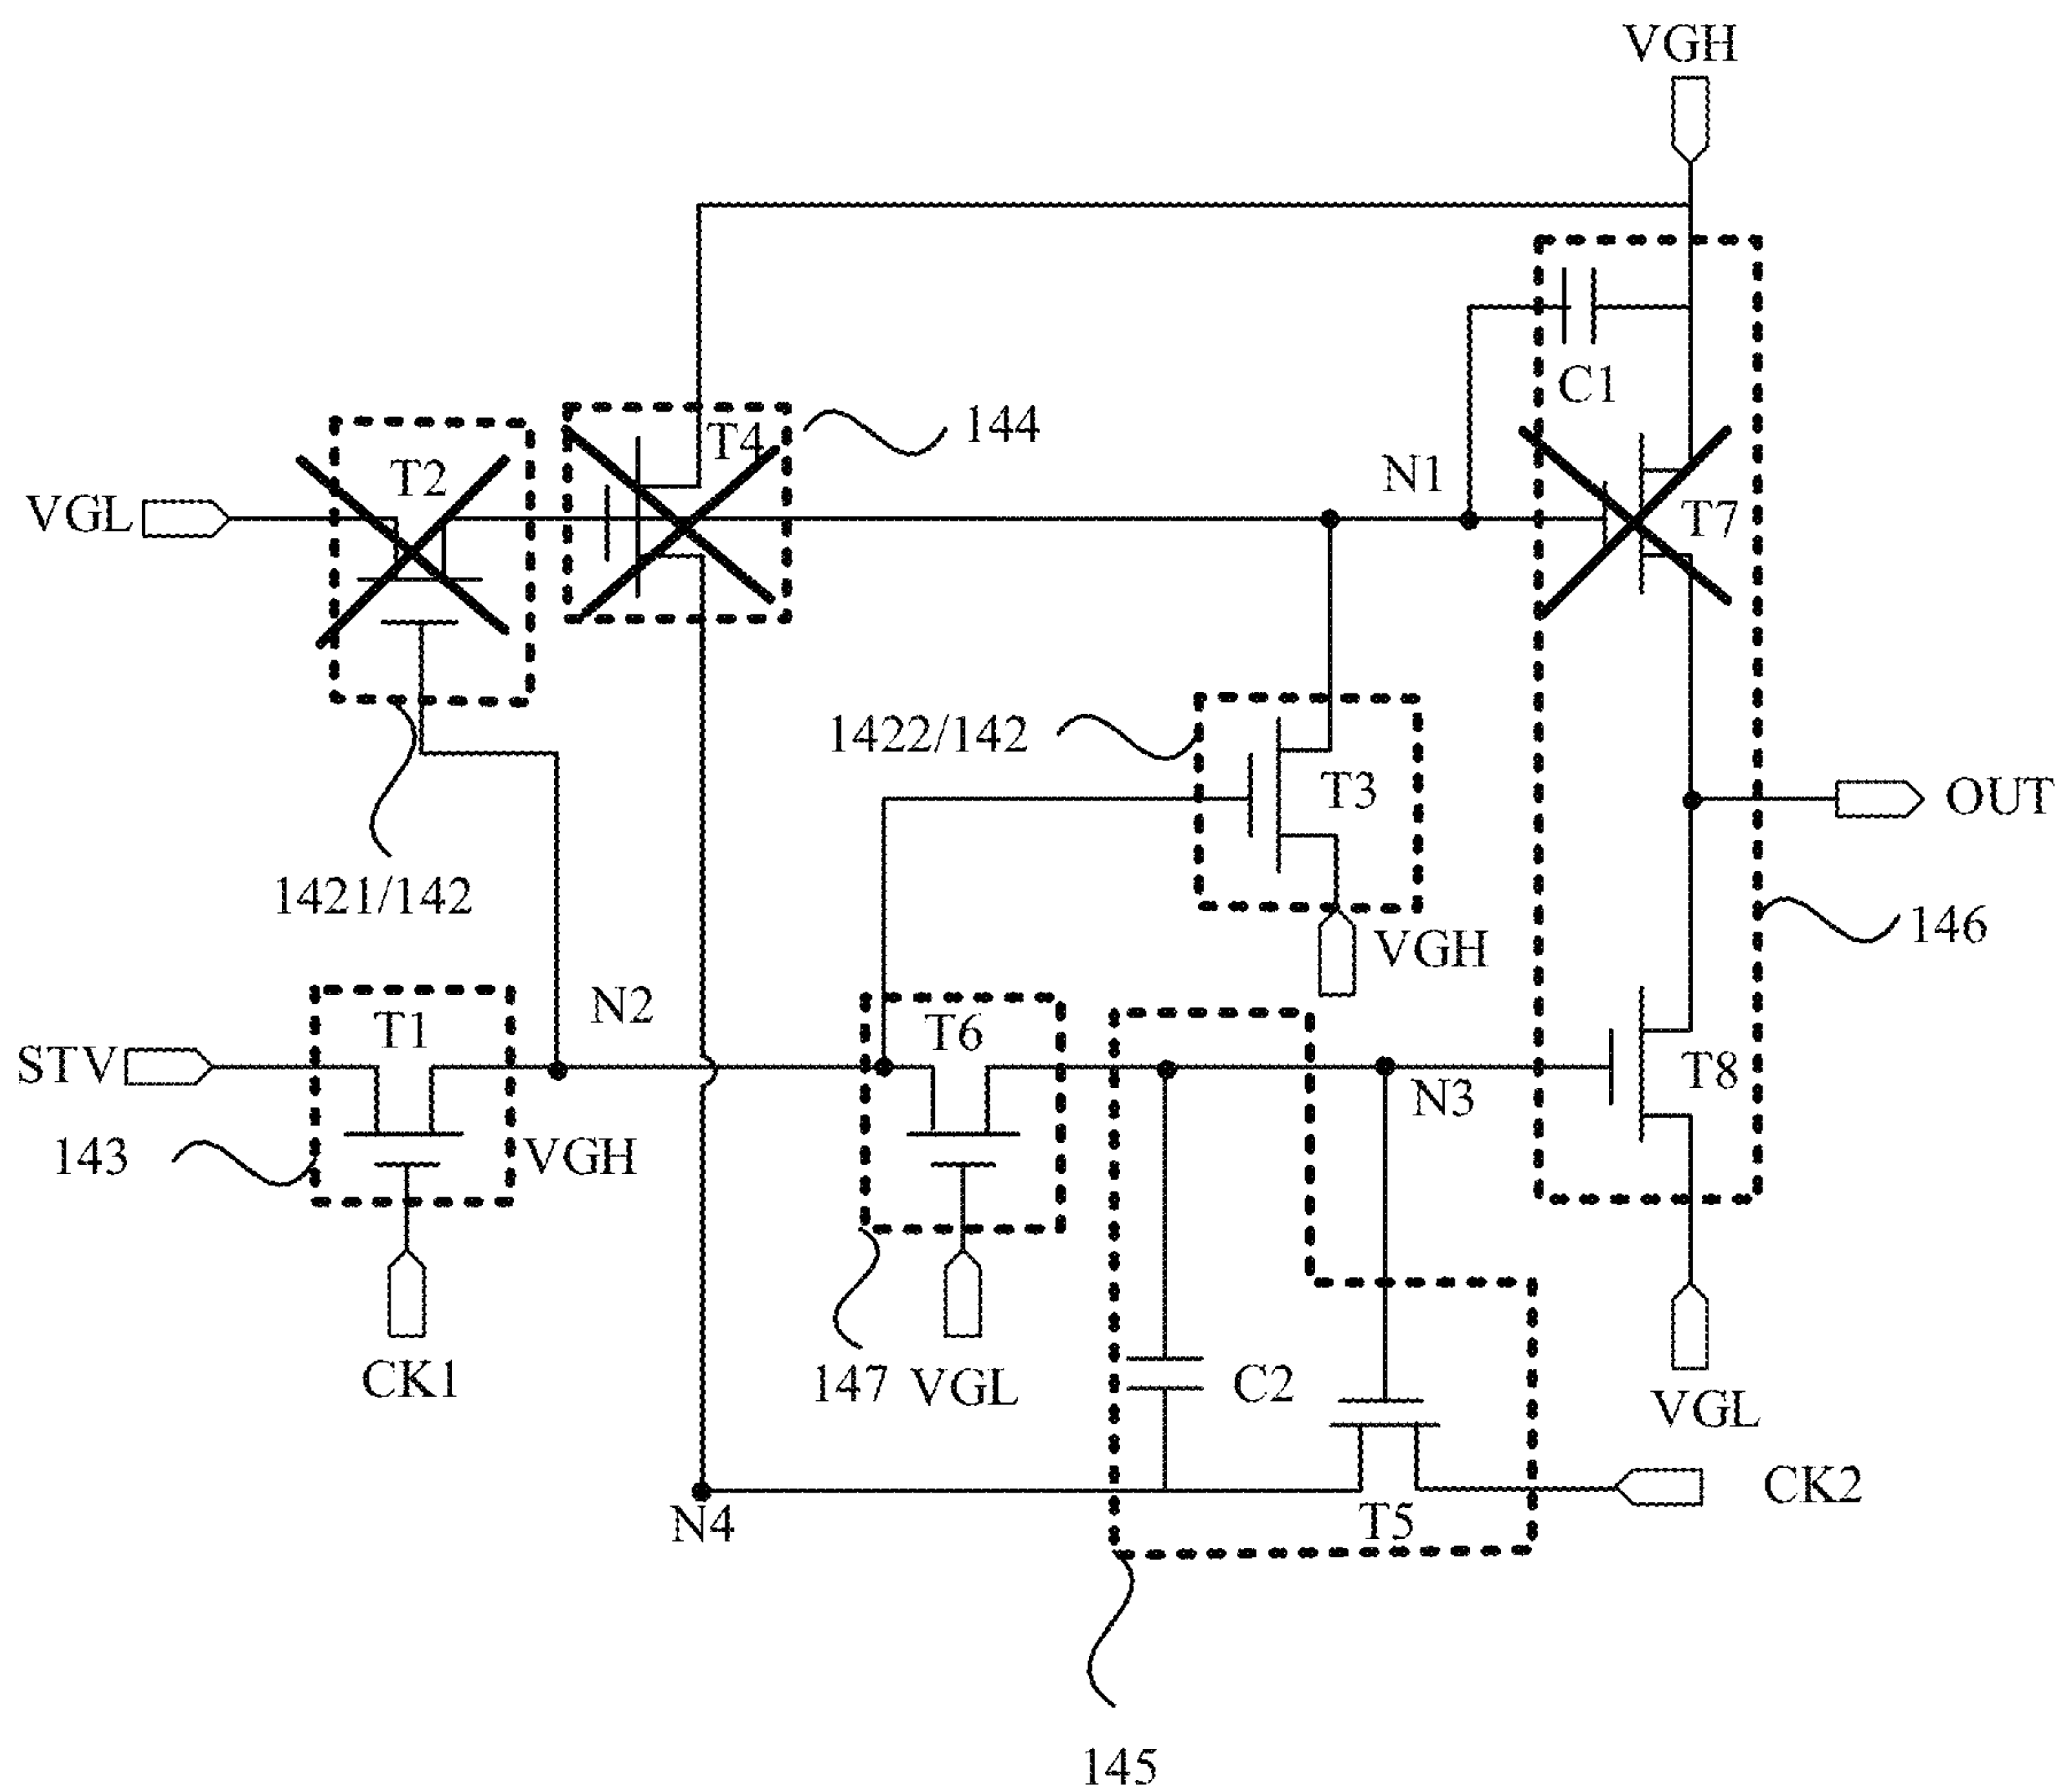 VGH
C1
T4
144
T2
N1
VGL
T7
1422/142
T3
OUT
1421/142
146
VGH
N2
T1
T6
STV
T8
N3
143
VGH
CK1
147
VGL
C2
VGL
CK2
N4
T5
145